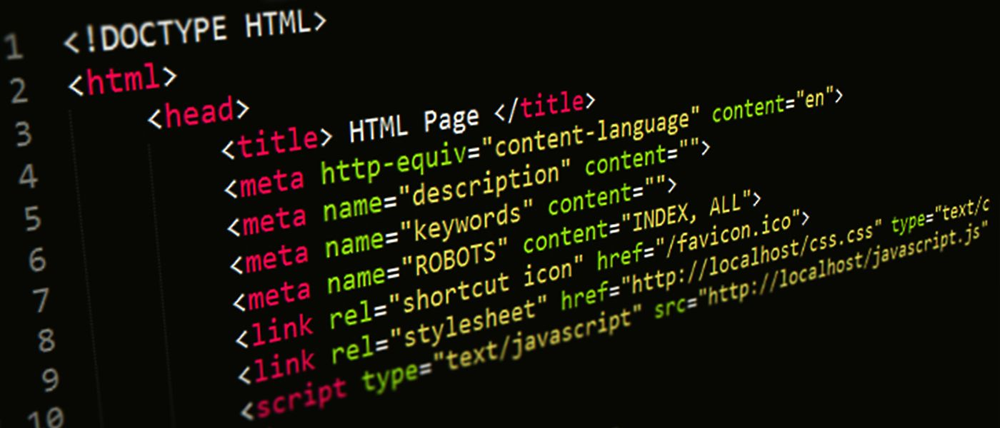 1 <!DOCTYPE HTML>
2 <html>
3 <head>
4 <title> HTML Page </title>
5 <meta http-equiv="content-language" content="en">
6 <meta name="description" content="">
7 <meta name="keywords" content="">
8 <meta name="ROBOTS" content="INDEX, ALL">
9 <link rel="shortcut icon" href="/favicon.ico">
10 <link rel="stylesheet" href="http://localhost/css.css" type="text/c
<script type="text/javascript" src="http://localhost/javascript.js"